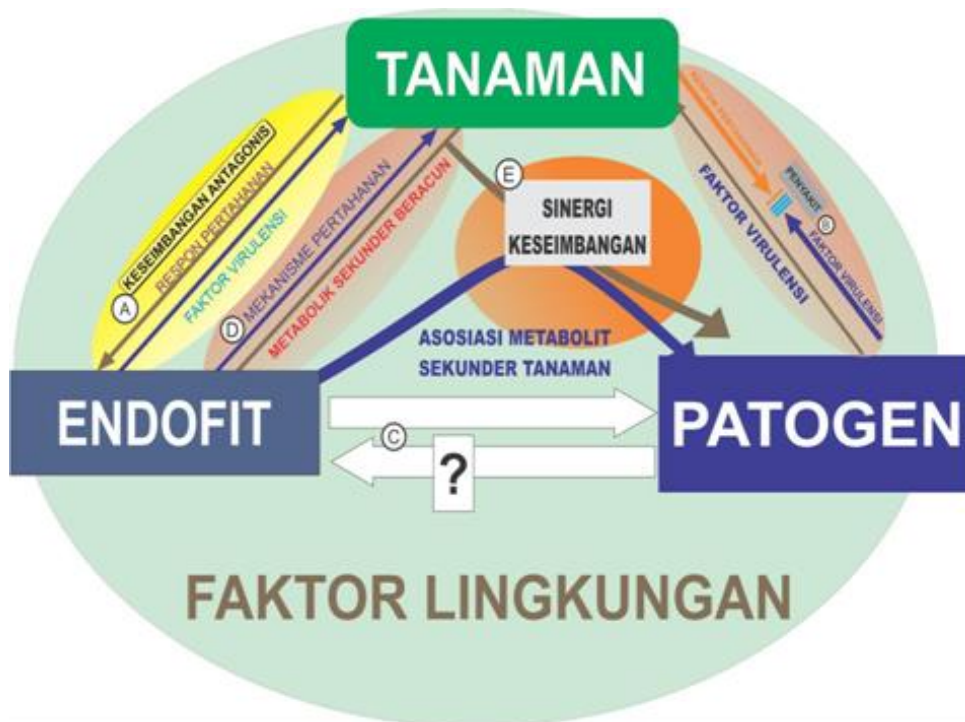 TANAMAN
KESEIMBANGAN ANTAGONIS
RESPON PERTAHANAN
FAKTOR VIRULENSI
A
D
MEKANISME PERTAHANAN
METABOLIK SEKUNDER BERACUN
E
SINERGI
KESEIMBANGAN
PENYAKIT
B
FAKTOR VIRULENSI
FAKTOR VIRULENSI
ASOSIASI METABOLIT
SEKUNDER TANAMAN
ENDOFIT
PATOGEN
C
?
FAKTOR LINGKUNGAN